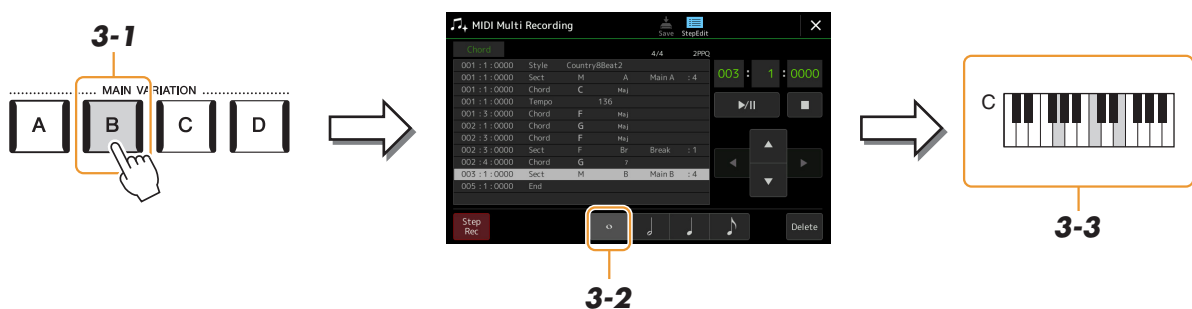 3-1
MAIN VARIATION
A B C D
MIDI Multi Recording
Save StepEdit
Chord 4/4 2PPQ
001 : 1 : 0000 Style Country8Beat2
001 : 1 : 0000 Sect M A Main A : 4
001 : 1 : 0000 Chord C Maj
001 : 1 : 0000 Tempo 136
001 : 3 : 0000 Chord F Maj
002 : 1 : 0000 Chord G Maj
002 : 3 : 0000 Chord F Maj
002 : 3 : 0000 Sect F Br Break : 1
002 : 4 : 0000 Chord G 7
003 : 1 : 0000 Sect M B Main B : 4
005 : 1 : 0000 End
003 : 1 : 0000
Step
Rec
Delete
3-2
C
3-3